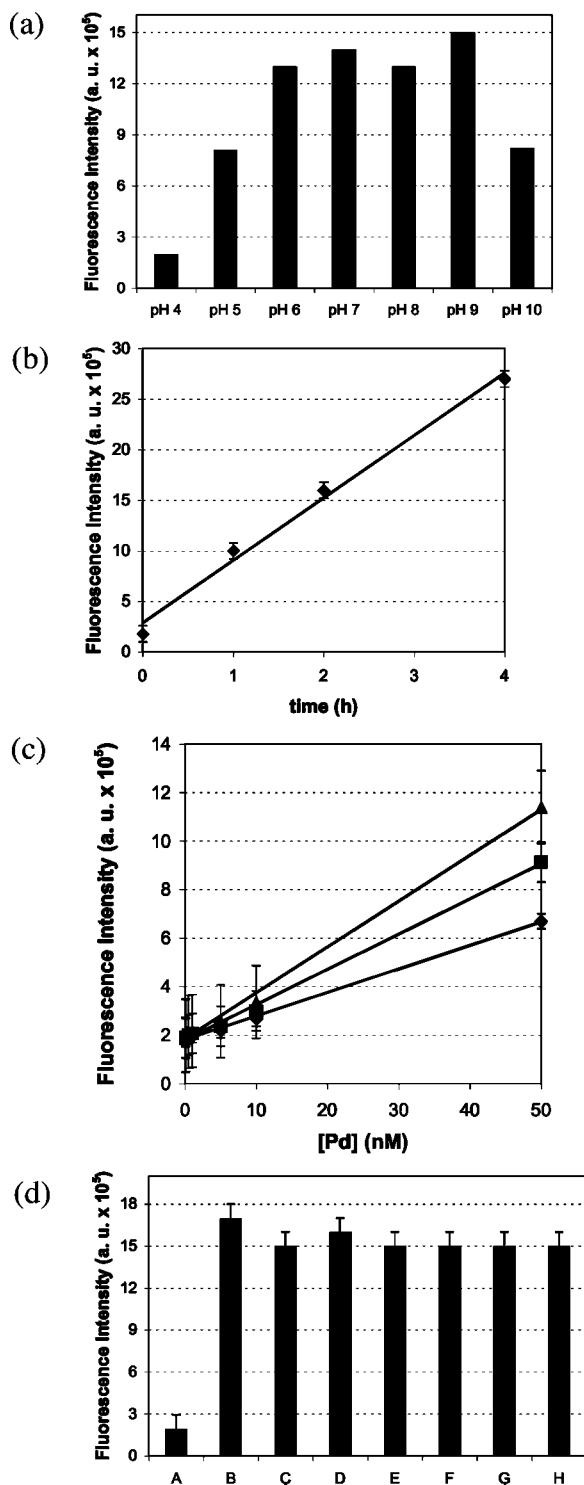 (a)
Fluorescence Intensity (a. u. x 10⁵)
15
12
9
6
3
0
pH 4 pH 5 pH 6 pH 7 pH 8 pH 9 pH 10
(b)
Fluorescence Intensity (a. u. x 10⁵)
30
25
20
15
10
5
0
0 1 2 3 4
time (h)
(c)
Fluorescence Intensity (a. u. x 10⁵)
14
12
10
8
6
4
2
0
0 10 20 30 40 50
[Pd] (nM)
(d)
Fluorescence Intensity (a. u. x 10⁵)
18
15
12
9
6
3
0
A B C D E F G H